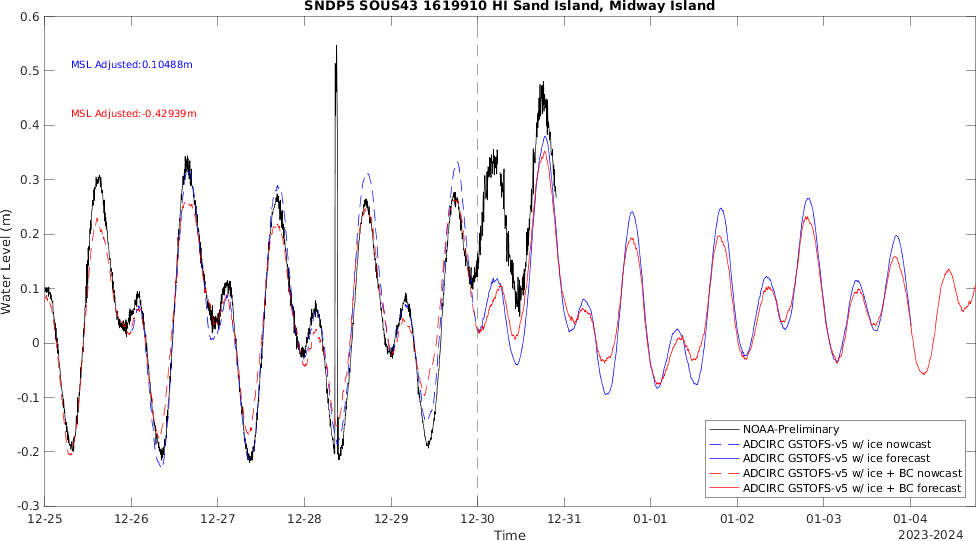 SNDP5 SOUS43 1619910 HI Sand Island, Midway Island
0.6
0.5
0.4
0.3
0.2
0.1
0
-0.1
-0.2
-0.3
Water Level (m)
MSL Adjusted:0.10488m
MSL Adjusted:-0.42939m
NOAA-Preliminary
ADCIRC GSTOFS-v5 w/ ice nowcast
ADCIRC GSTOFS-v5 w/ ice forecast
ADCIRC GSTOFS-v5 w/ ice + BC nowcast
ADCIRC GSTOFS-v5 w/ ice + BC forecast
12-25 12-26 12-27 12-28 12-29 12-30 12-31 01-01 01-02 01-03 01-04
Time
2023-2024